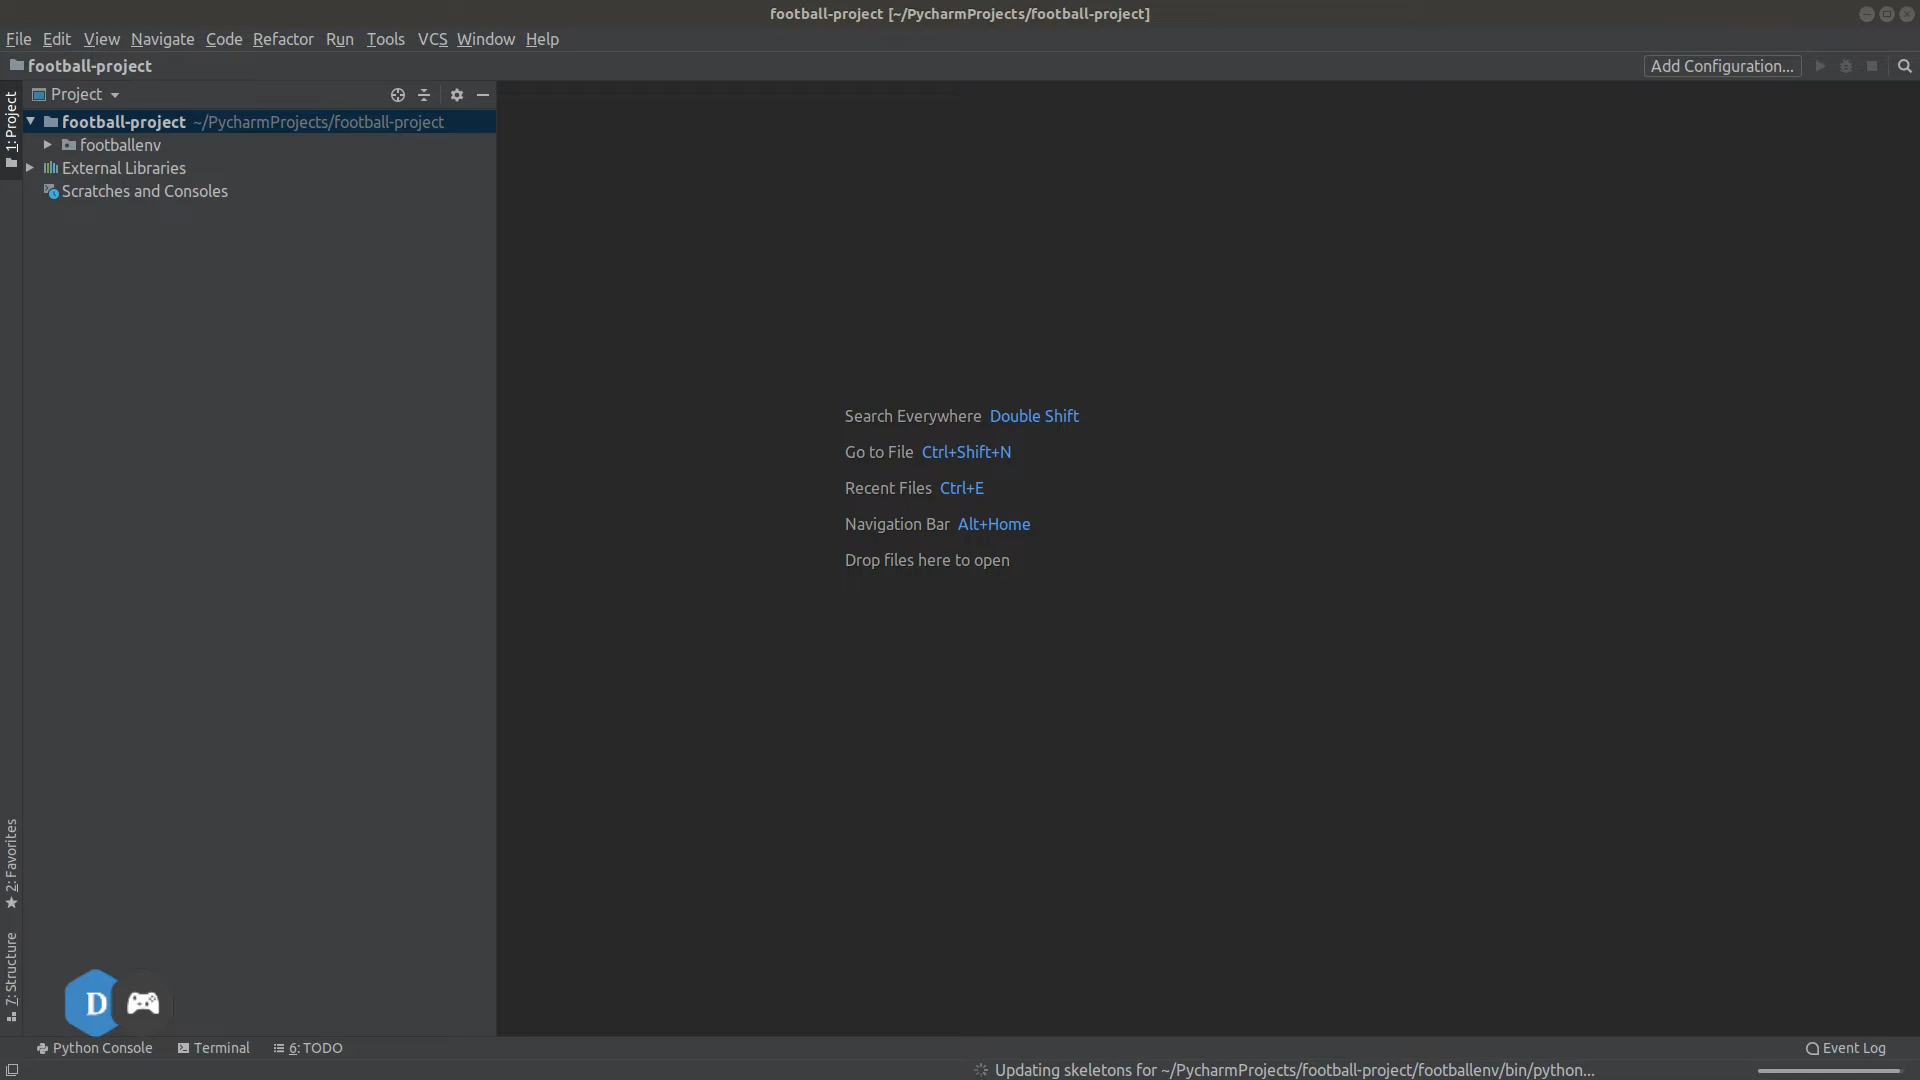 football-project [~/PycharmProjects/football-project]
File Edit View Navigate Code Refactor Run Tools VCS Window Help
football-project
Add Configuration...
1: Project
Project
football-project ~/PycharmProjects/football-project
footballenv
External Libraries
Scratches and Consoles
Search Everywhere Double Shift
Go to File Ctrl+Shift+N
Recent Files Ctrl+E
Navigation Bar Alt+Home
Drop files here to open
2: Favorites
7: Structure
D
Python Console Terminal 6: TODO
Event Log
Updating skeletons for ~/PycharmProjects/football-project/footballenv/bin/python...